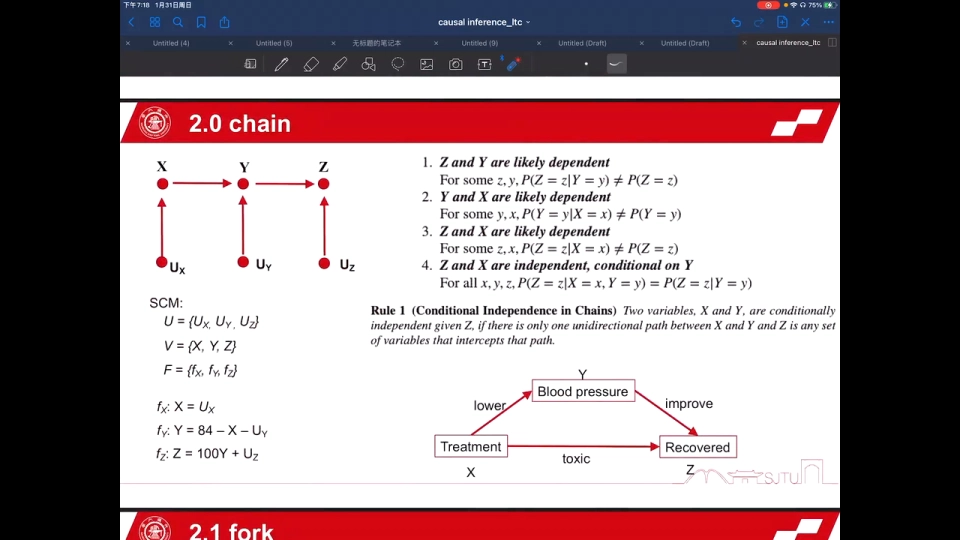 下午7:18 1月31日周日
75%
causal inference_ltc
Untitled (4)
Untitled (5)
无标题的笔记本
Untitled (9)
Untitled (Draft)
Untitled (Draft)
causal inference_ltc
2.0 chain
X Y Z
U_X U_Y U_Z
SCM:
U = {U_X, U_Y , U_Z}
V = {X, Y, Z}
F = {f_X, f_Y, f_Z}
f_X: X = U_X
f_Y: Y = 84 – X – U_Y
f_Z: Z = 100Y + U_Z
1. Z and Y are likely dependent
For some z, y, P(Z = z|Y = y) ≠ P(Z = z)
2. Y and X are likely dependent
For some y, x, P(Y = y|X = x) ≠ P(Y = y)
3. Z and X are likely dependent
For some z, x, P(Z = z|X = x) ≠ P(Z = z)
4. Z and X are independent, conditional on Y
For all x, y, z, P(Z = z|X = x, Y = y) = P(Z = z|Y = y)
Rule 1 (Conditional Independence in Chains) Two variables, X and Y, are conditionally
independent given Z, if there is only one unidirectional path between X and Y and Z is any set
of variables that intercepts that path.
Y
Blood pressure
lower
improve
Treatment
Recovered
toxic
X
Z
SJTU
2.1 fork